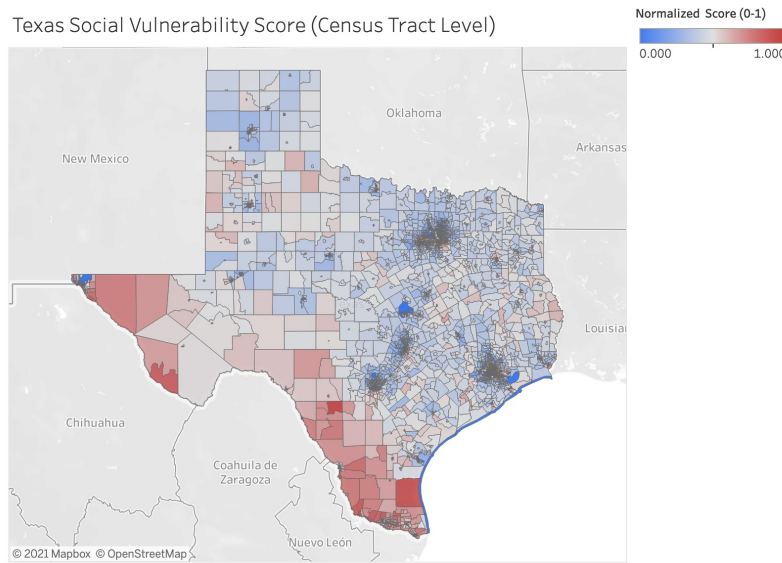 Texas Social Vulnerability Score (Census Tract Level)
Normalized Score (0-1)
0.000
1.000
Oklahoma
New Mexico
Arkansas
Louisia
Chihuahua
Coahuila de
Zaragoza
Nuevo León
© 2021 Mapbox © OpenStreetMap